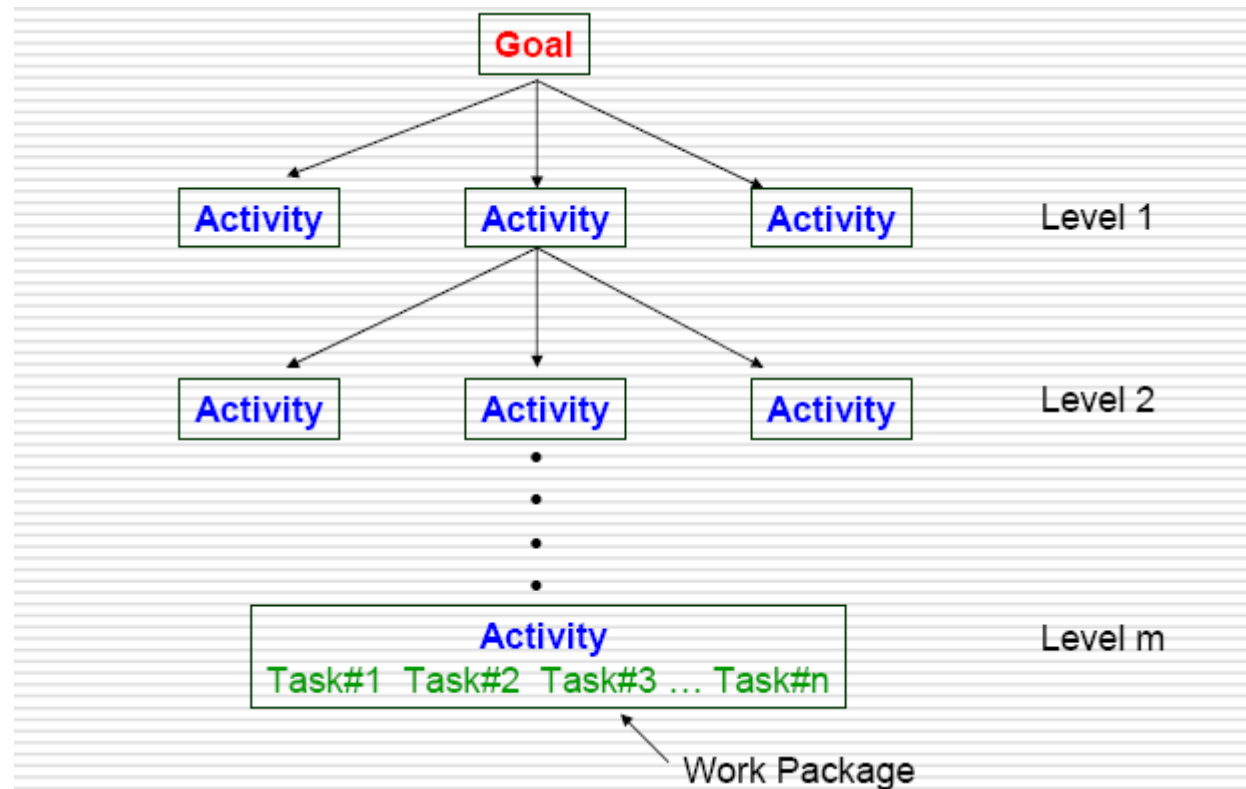 Goal
Activity Activity Activity Level 1
Activity Activity Activity Level 2
Activity Level m
Task#1 Task#2 Task#3 ... Task#n
Work Package